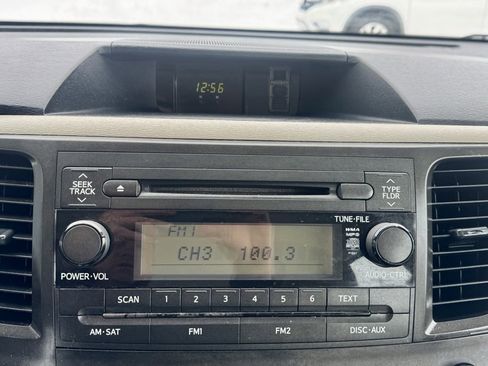 12:56
SEEK
TRACK
TYPE
FLDR
TUNE·FILE
WMA
MP3
FM1
CH3 100.3
POWER·VOL
AUDIO·CTRL
SCAN 1 2 3 4 5 6 TEXT
AM·SAT FM1 FM2 DISC·AUX